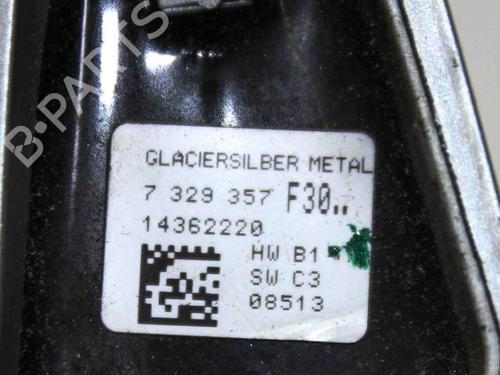 B-PARTS
GLACIERSILBER METAL
7 329 357 F30..
14362220
HW B1
SW C3
08513